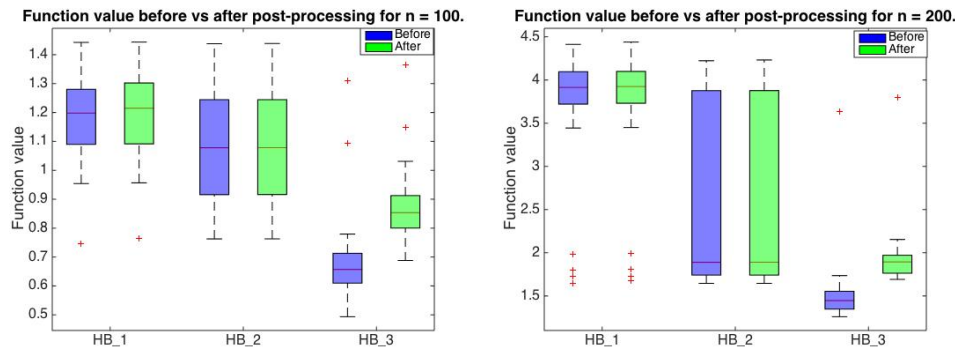 Function value before vs after post-processing for n = 100.
Before
After
Function value
1.4
1.3
1.2
1.1
1
0.9
0.8
0.7
0.6
0.5
HB_1
HB_2
HB_3
Function value before vs after post-processing for n = 200.
Before
After
Function value
4.5
4
3.5
3
2.5
2
1.5
HB_1
HB_2
HB_3